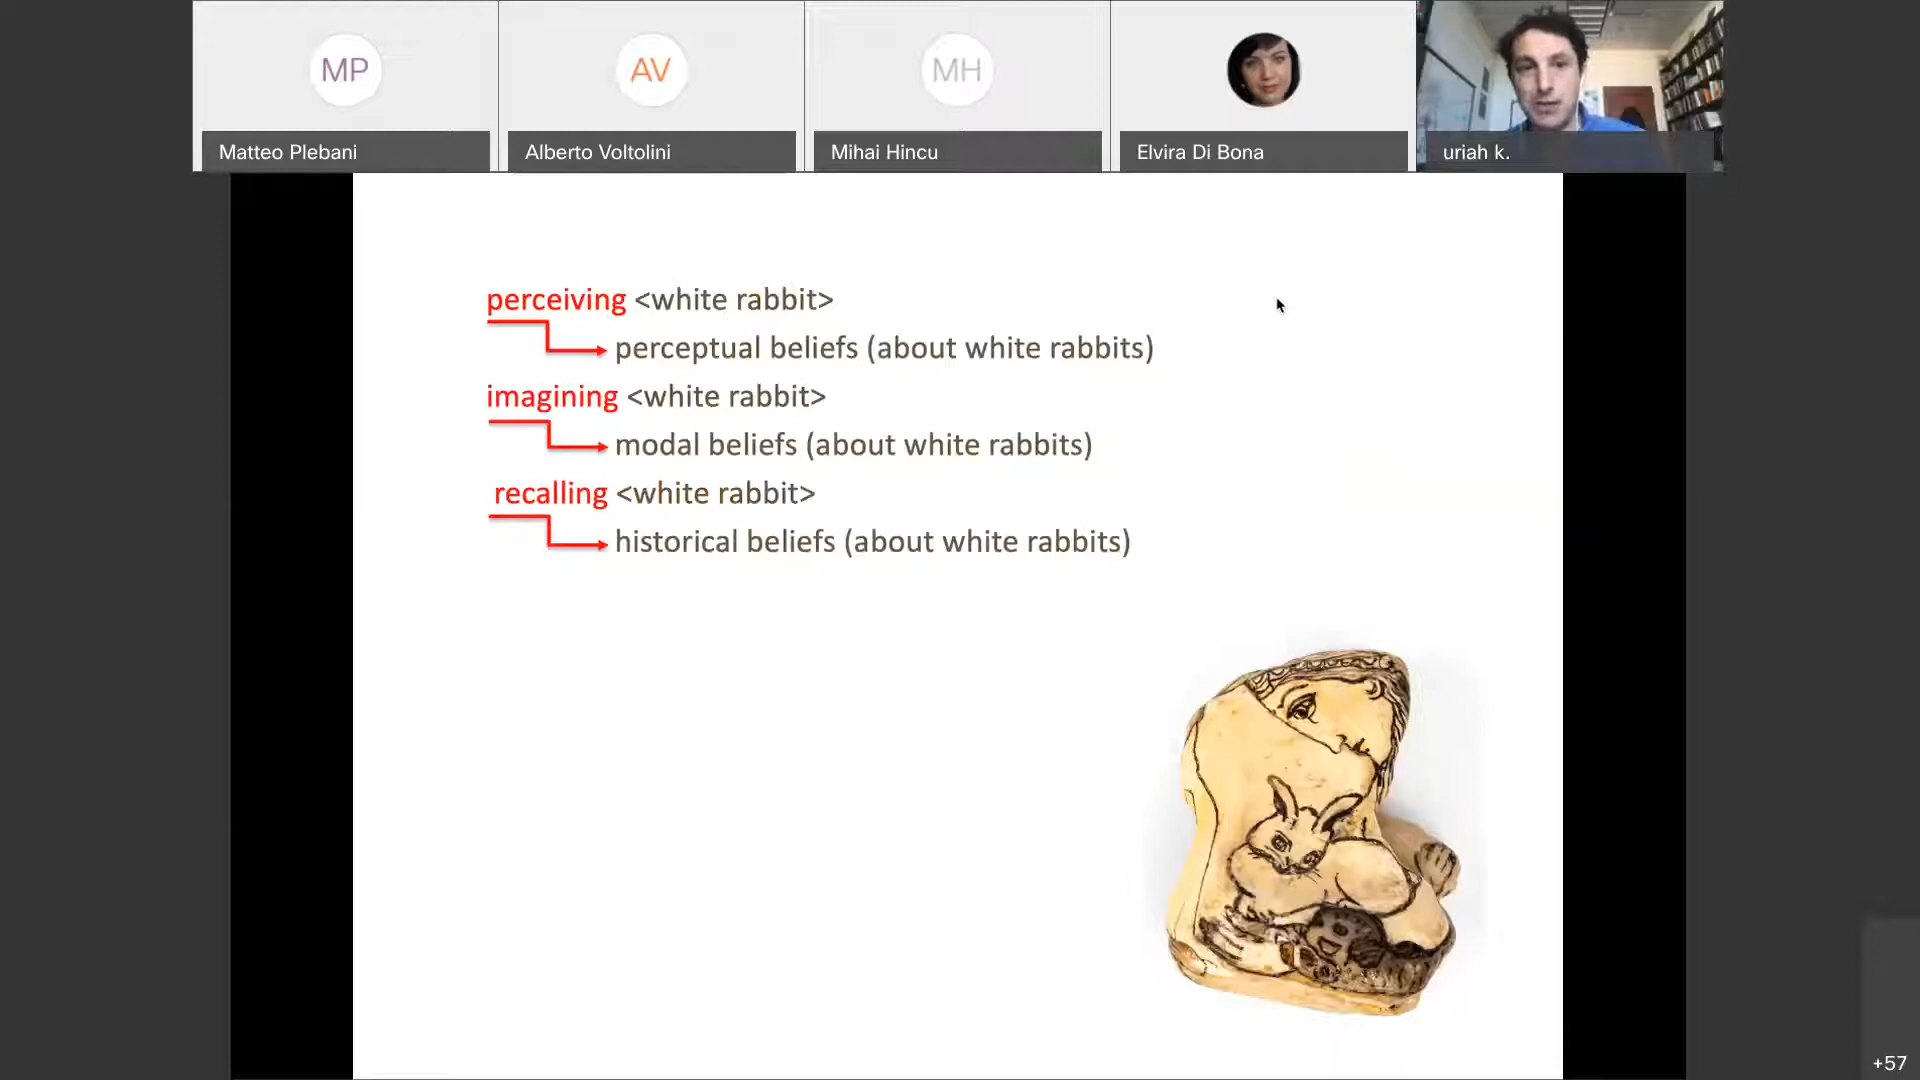 MP
AV
MH
Matteo Plebani
Alberto Voltolini
Mihai Hincu
Elvira Di Bona
uriah k.
perceiving <white rabbit>
perceptual beliefs (about white rabbits)
imagining <white rabbit>
modal beliefs (about white rabbits)
recalling <white rabbit>
historical beliefs (about white rabbits)
+57